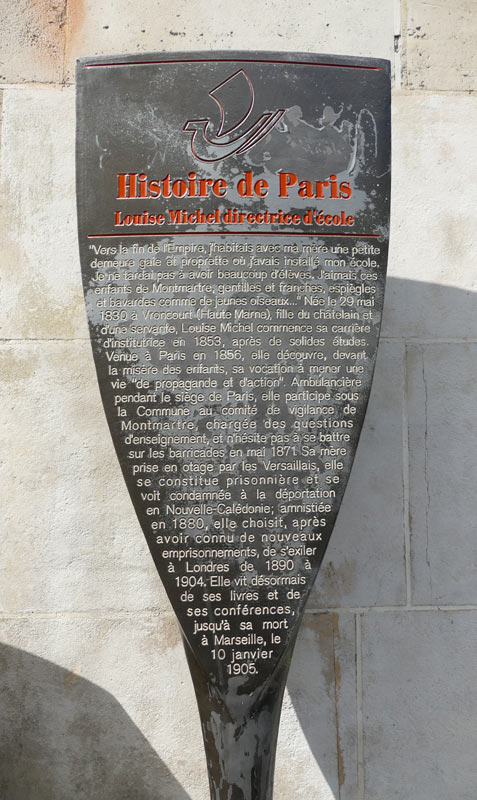 Histoire de Paris
Louise Michel directrice d'école
"Vers la fin de l'Empire, j'habitais avec ma mère une petite
demeure gaie et proprette où j'avais installé mon école.
Je ne tardai pas à avoir beaucoup d'élèves. J'aimais ces
enfants de Montmartre, gentilles et franches, espiègles
et bavardes comme de jeunes oiseaux..." Née le 29 mai
1830 à Vroncourt (Haute Marne), fille du châtelain et
d'une servante, Louise Michel commence sa carrière
d'institutrice en 1853, après de solides études.
Venue à Paris en 1856, elle découvre, devant
la misère des enfants, sa vocation à mener une
vie "de propagande et d'action". Ambulancière
pendant le siège de Paris, elle participe sous
la Commune au comité de vigilance de
Montmartre, chargée des questions
d'enseignement, et n'hésite pas à se battre
sur les barricades en mai 1871. Sa mère
prise en otage par les Versaillais, elle
se constitue prisonnière et se
voit condamnée à la déportation
en Nouvelle-Calédonie; amnistiée
en 1880, elle choisit, après
avoir connu de nouveaux
emprisonnements, de s'exiler
à Londres de 1890 à
1904. Elle vit désormais
de ses livres et de
ses conférences,
jusqu'à sa mort
à Marseille, le
10 janvier
1905.